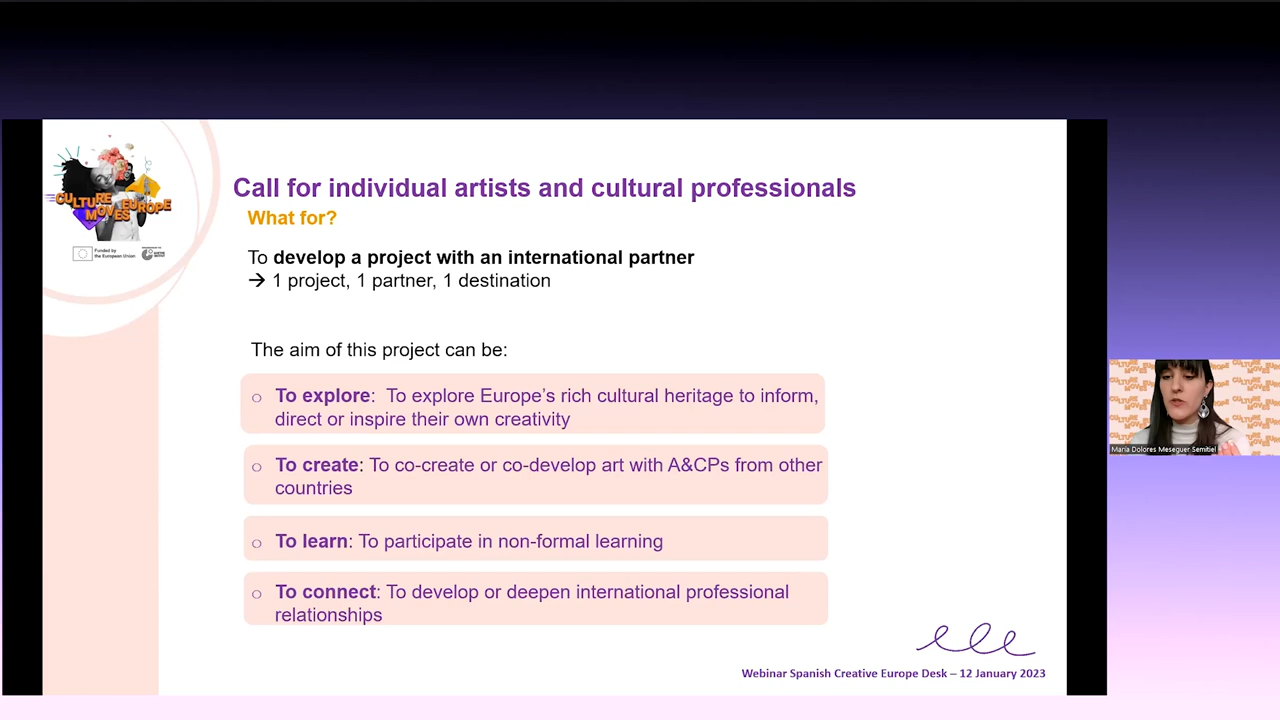 CULTURE
MOVES EUROPE
Funded by
the European Union
Call for individual artists and cultural professionals
What for?
To develop a project with an international partner
→ 1 project, 1 partner, 1 destination
The aim of this project can be:
o To explore: To explore Europe’s rich cultural heritage to inform,
direct or inspire their own creativity
o To create: To co-create or co-develop art with A&CPs from other
countries
o To learn: To participate in non-formal learning
o To connect: To develop or deepen international professional
relationships
Webinar Spanish Creative Europe Desk – 12 January 2023
María Dolores Meseguer Semitiel